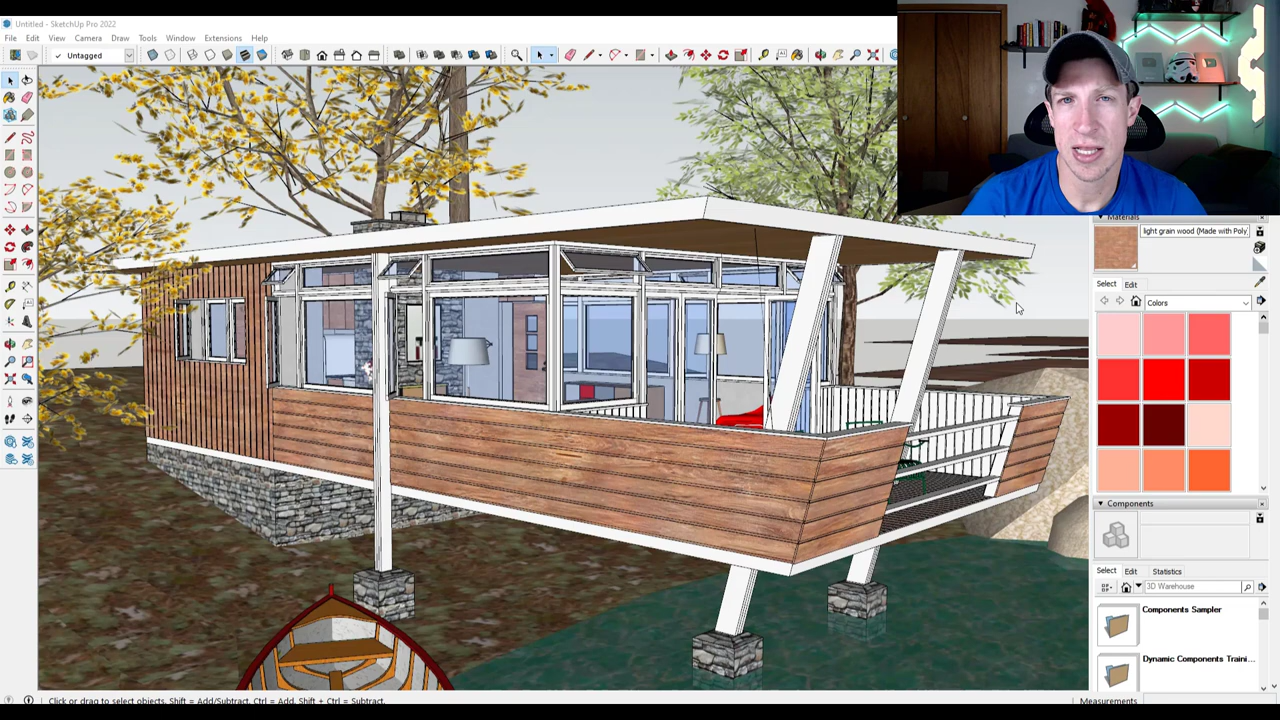 Untitled - SketchUp Pro 2022
File Edit View Camera Draw Tools Window Extensions Help
Untagged
Materials
light grain wood (Made with Poly
Select Edit
Colors
Components
Select Edit Statistics
3D Warehouse
Components Sampler
Dynamic Components Traini...
Click or drag to select objects. Shift = Add/Subtract. Ctrl = Add. Shift + Ctrl = Subtract.
Measurements